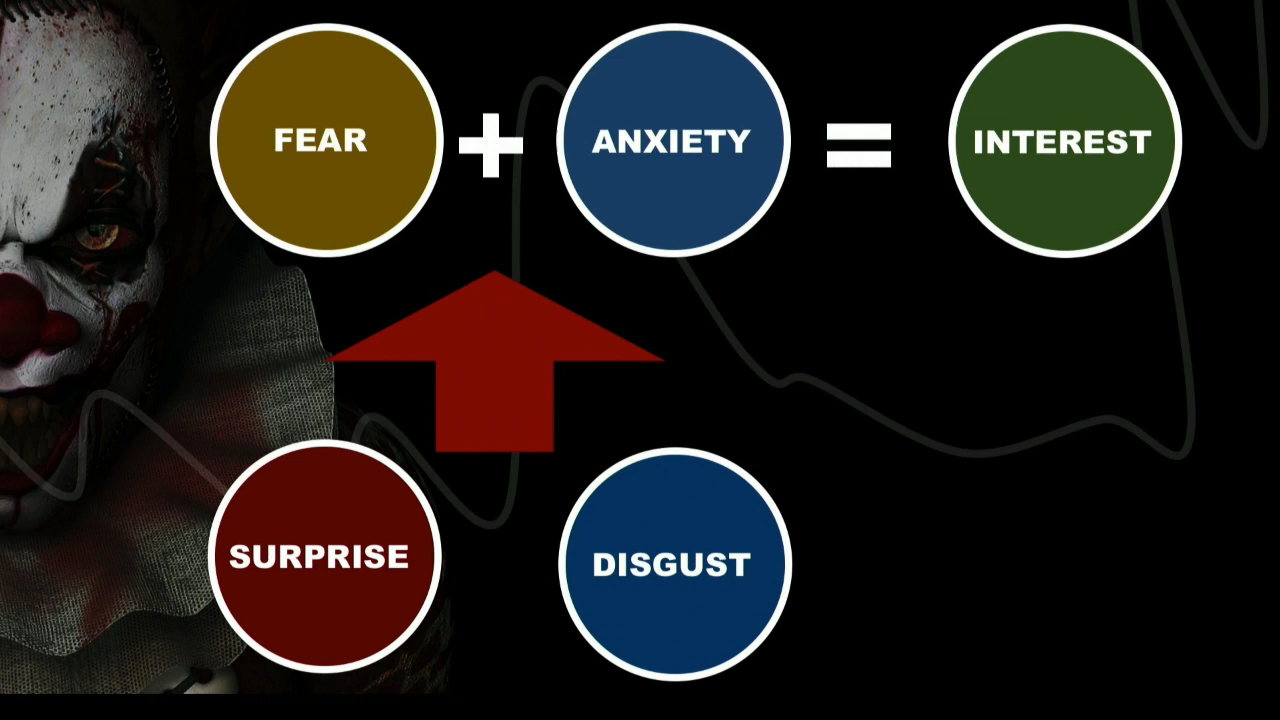 FEAR
+
ANXIETY
=
INTEREST
SURPRISE
DISGUST